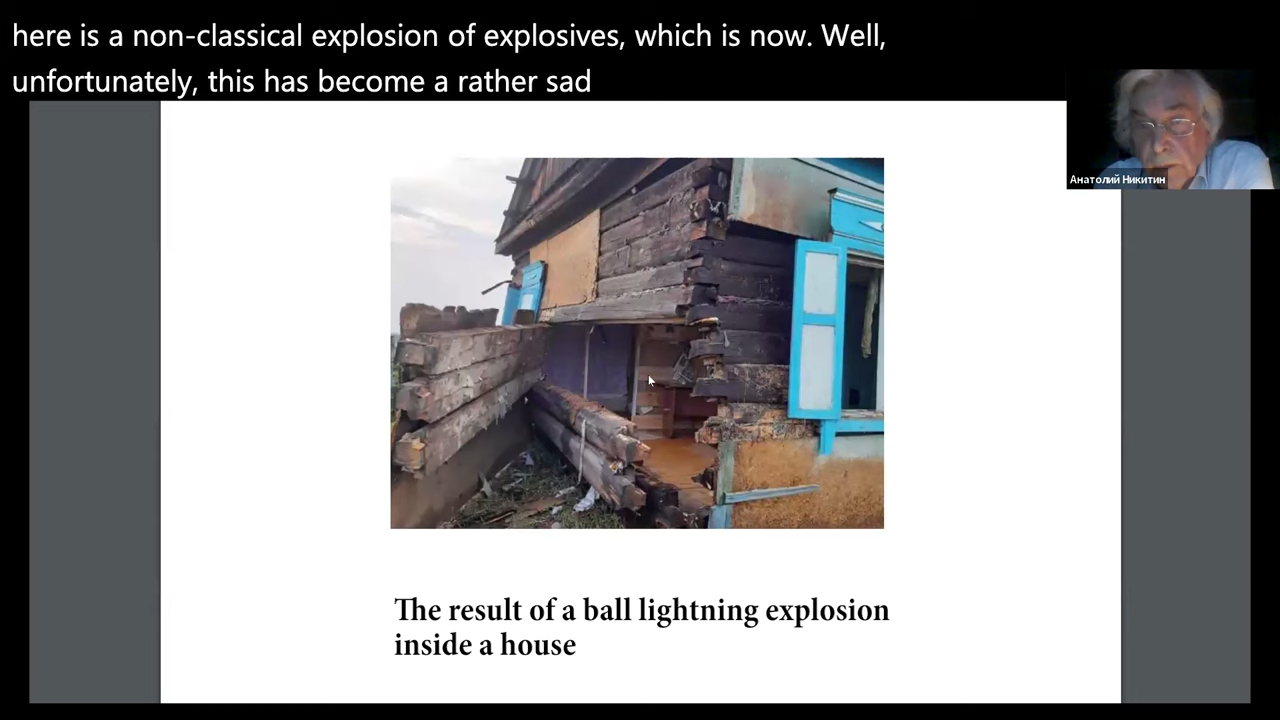 here is a non-classical explosion of explosives, which is now. Well,
unfortunately, this has become a rather sad
Анатолий Никитин
The result of a ball lightning explosion
inside a house